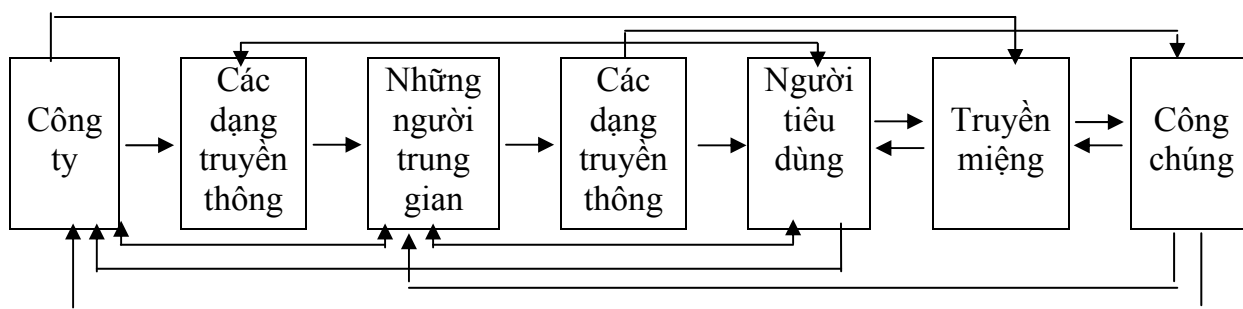 Công
ty
Các
dạng
truyền
thông
Những
người
trung
gian
Các
dạng
truyền
thông
Người
tiêu
dùng
Truyền
miệng
Công
chúng